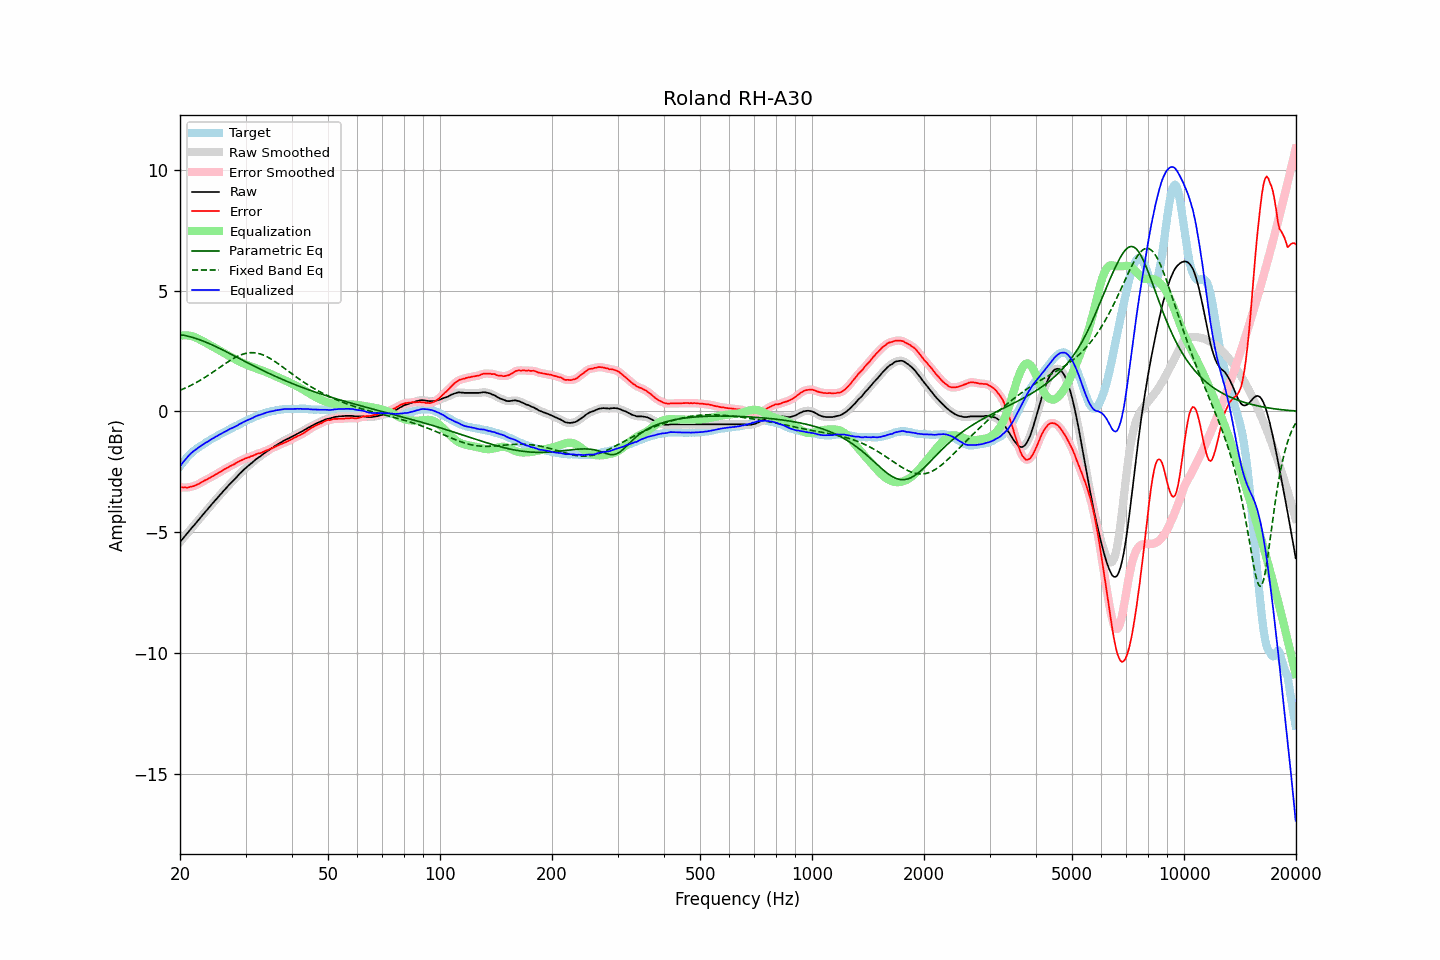 Roland RH-A30
Target
Raw Smoothed
Error Smoothed
Raw
Error
Equalization
Parametric Eq
Fixed Band Eq
Equalized
10
5
0
−5
−10
−15
Amplitude (dBr)
20
50
100
200
500
1000
2000
5000
10000
20000
Frequency (Hz)